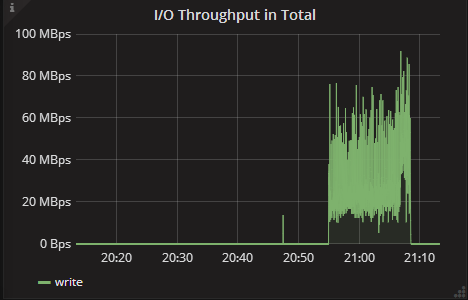 i
I/O Throughput in Total
100 MBps
80 MBps
60 MBps
40 MBps
20 MBps
0 Bps
20:20
20:30
20:40
20:50
21:00
21:10
write